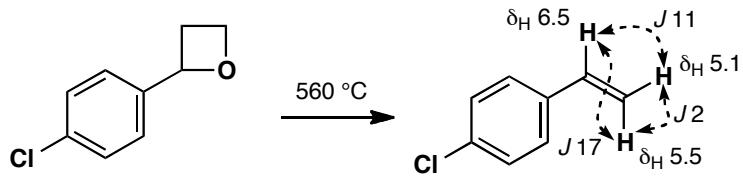 δH 6.5
J 11
H
H
δH 5.1
O
560 °C
J 2
Cl
J 17
H
δH 5.5
Cl